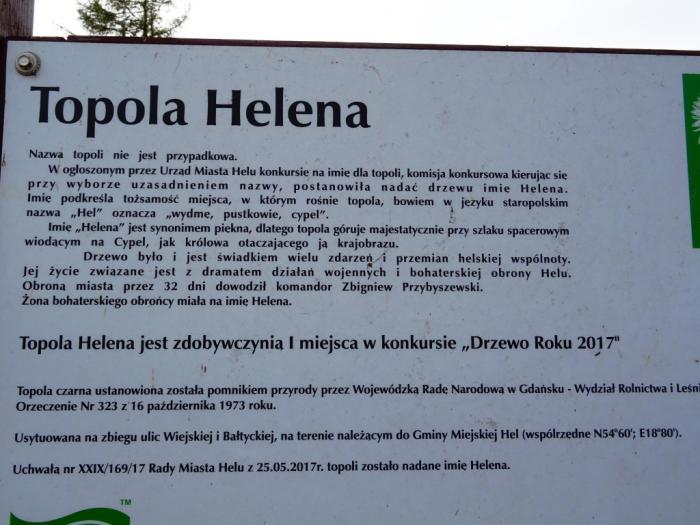 Topola Helena
Nazwa topoli nie jest przypadkowa.
W ogłoszonym przez Urząd Miasta Helu konkursie na imię dla topoli, komisja konkursowa kierując się
przy wyborze uzasadnieniem nazwy, postanowiła nadać drzewu imię Helena.
Imię podkreśla tożsamość miejsca, w którym rośnie topola, bowiem w języku staropolskim
nazwa „Hel" oznacza „wydmę, pustkowie, cypel".
Imię „Helena" jest synonimem piękna, dlatego topola góruje majestatycznie przy szlaku spacerowym
wiodącym na Cypel, jak królowa otaczającego ją krajobrazu.
Drzewo było i jest świadkiem wielu zdarzeń i przemian helskiej wspólnoty.
Jej życie związane jest z dramatem działań wojennych i bohaterskiej obrony Helu.
Obroną miasta przez 32 dni dowodził komandor Zbigniew Przybyszewski.
Żona bohaterskiego obrońcy miała na imię Helena.
Topola Helena jest zdobywczynią I miejsca w konkursie „Drzewo Roku 2017"
Topola czarna ustanowiona została pomnikiem przyrody przez Wojewódzką Radę Narodową w Gdańsku - Wydział Rolnictwa i Leśni
Orzeczenie Nr 323 z 16 października 1973 roku.
Usytuowana na zbiegu ulic Wiejskiej i Bałtyckiej, na terenie należącym do Gminy Miejskiej Hel (współrzędne N54°60'; E18°80').
Uchwałą nr XXIX/169/17 Rady Miasta Helu z 25.05.2017r. topoli zostało nadane imię Helena.
TM